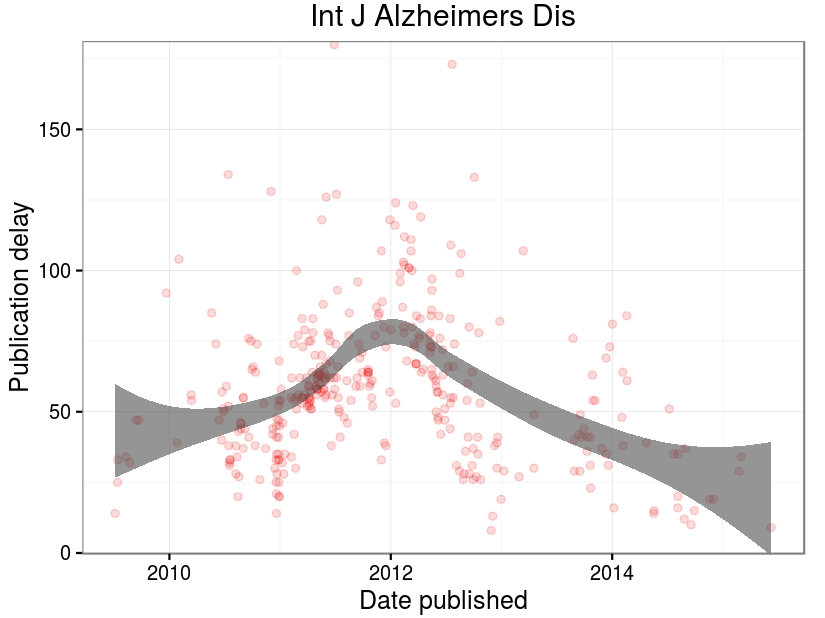 Int J Alzheimers Dis
Publication delay
150
100
50
0
2010 2012 2014
Date published